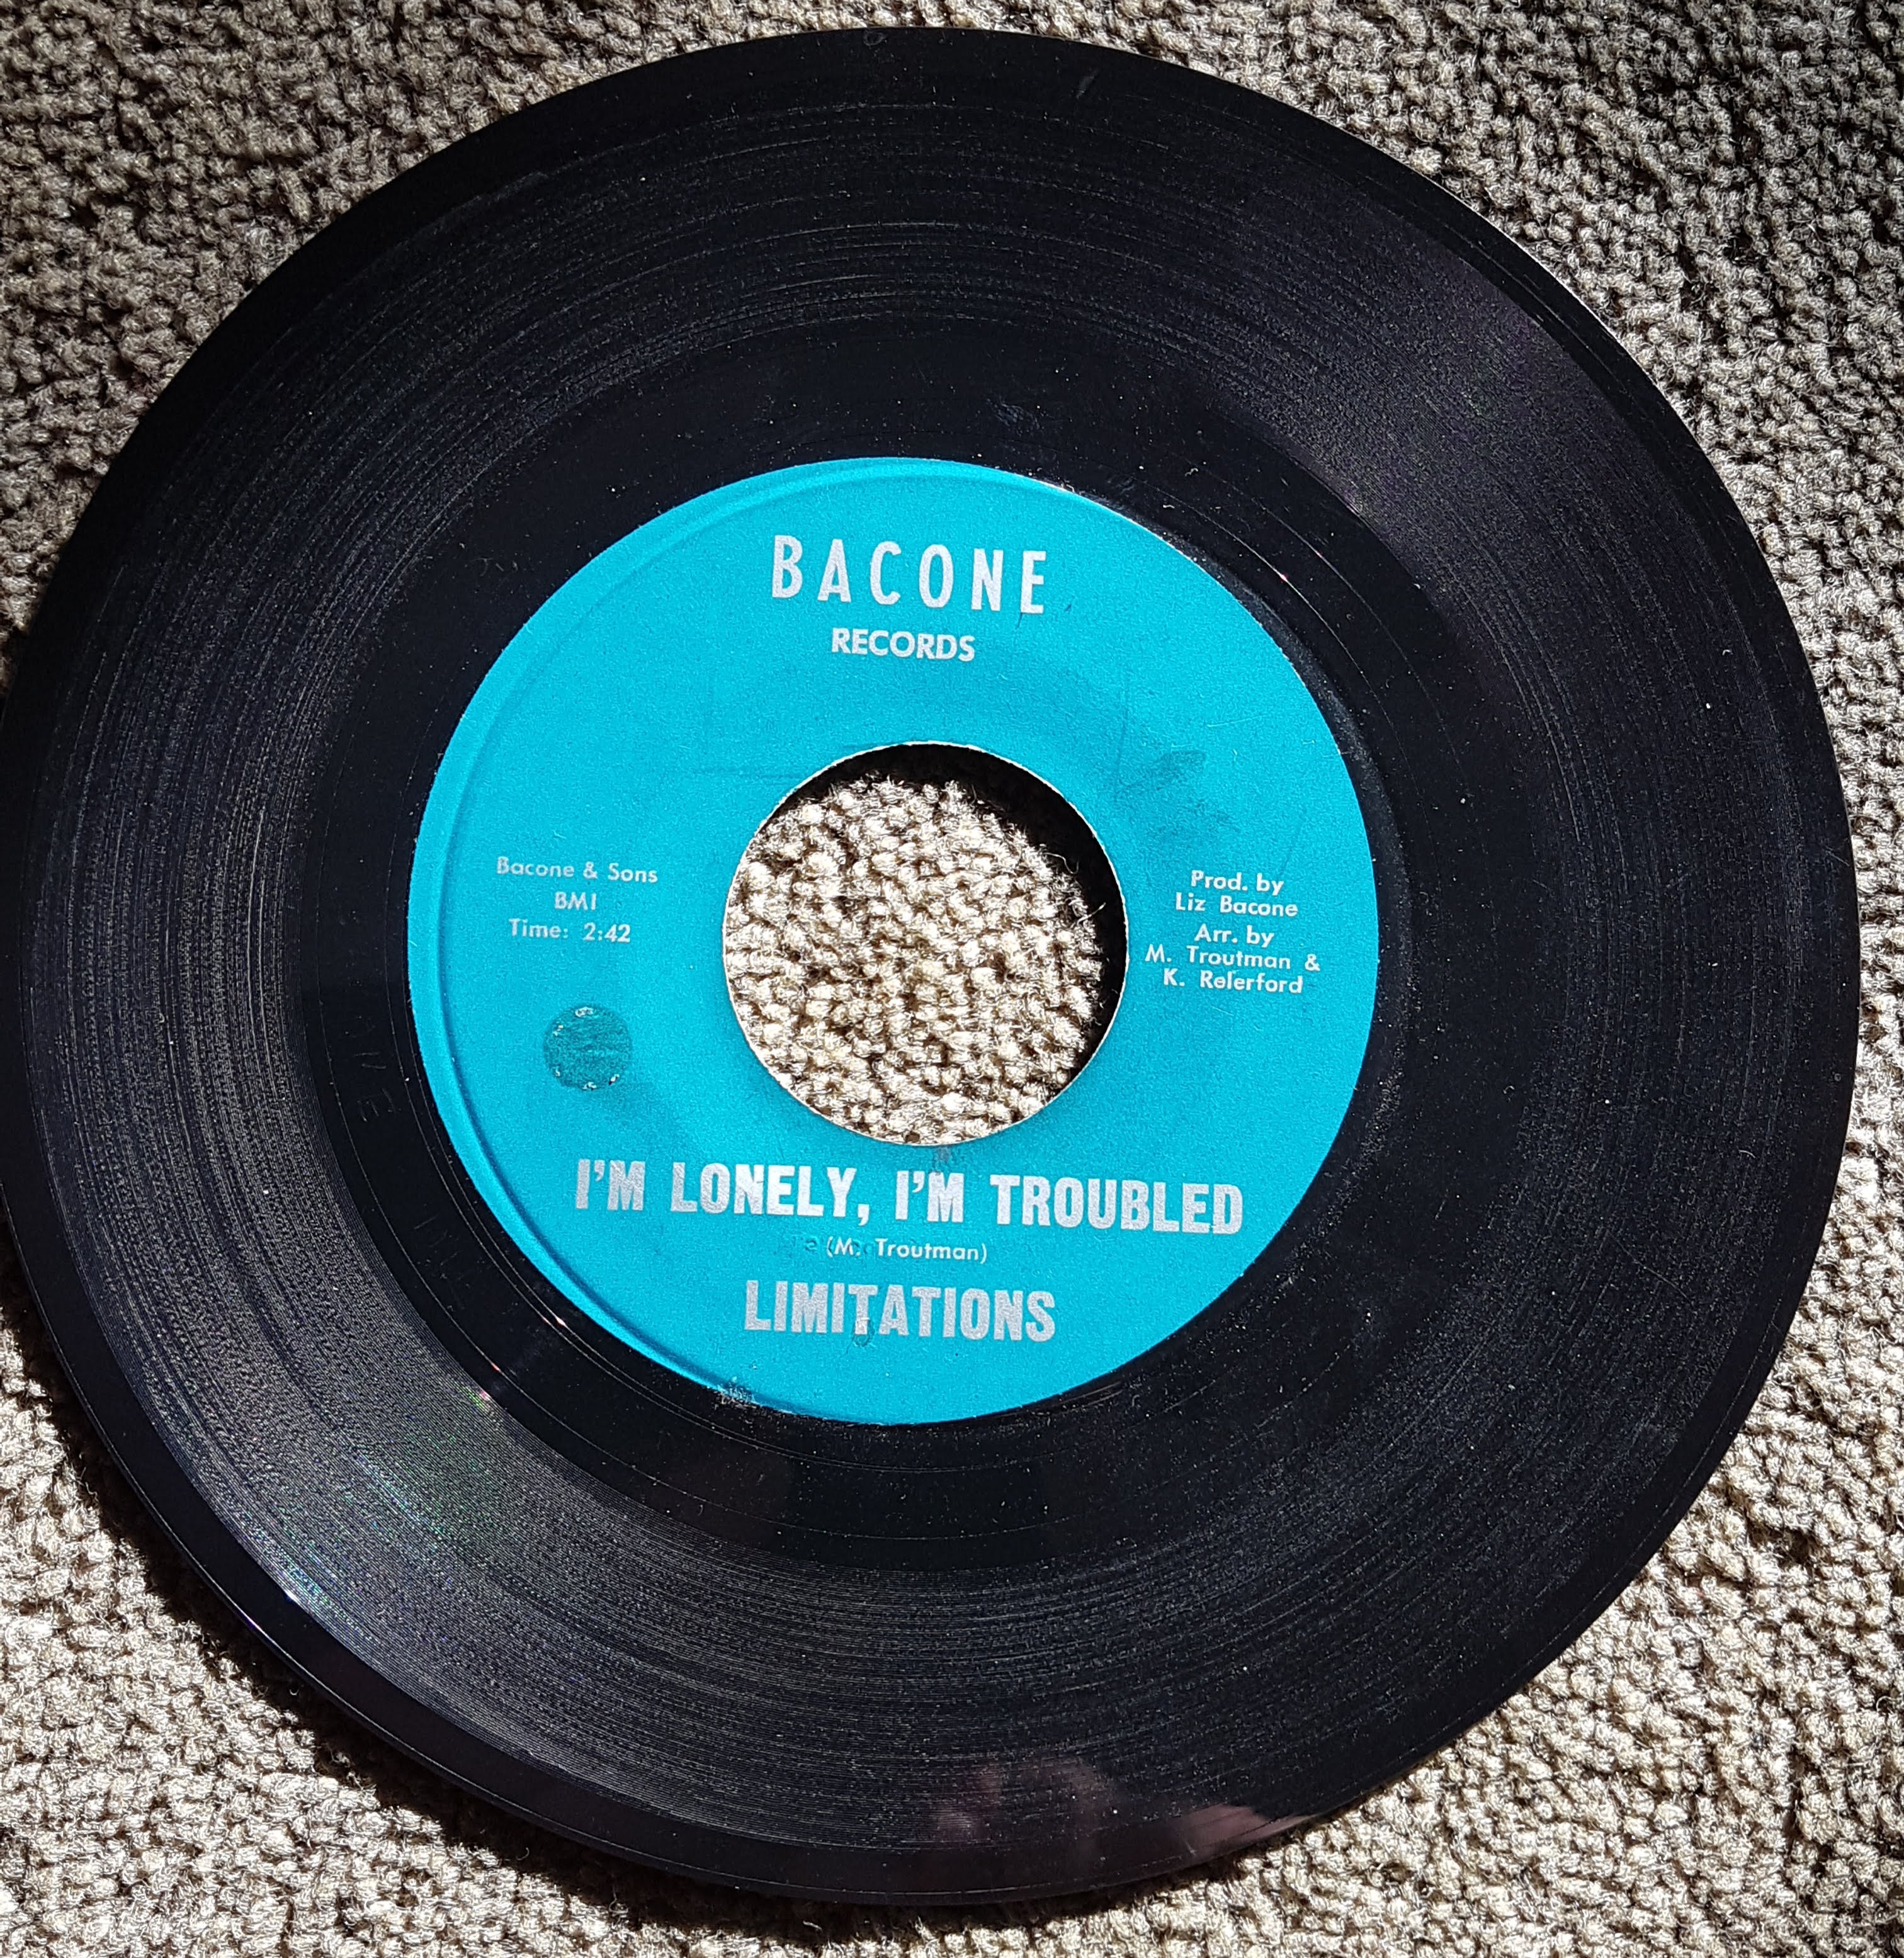 BACONE
RECORDS
Bacone & Sons
BMI
Time: 2:42
Prod. by
Liz Bacone
Arr. by
M. Troutman &
K. Relerford
I'M LONELY, I'M TROUBLED
(M. Troutman)
LIMITATIONS